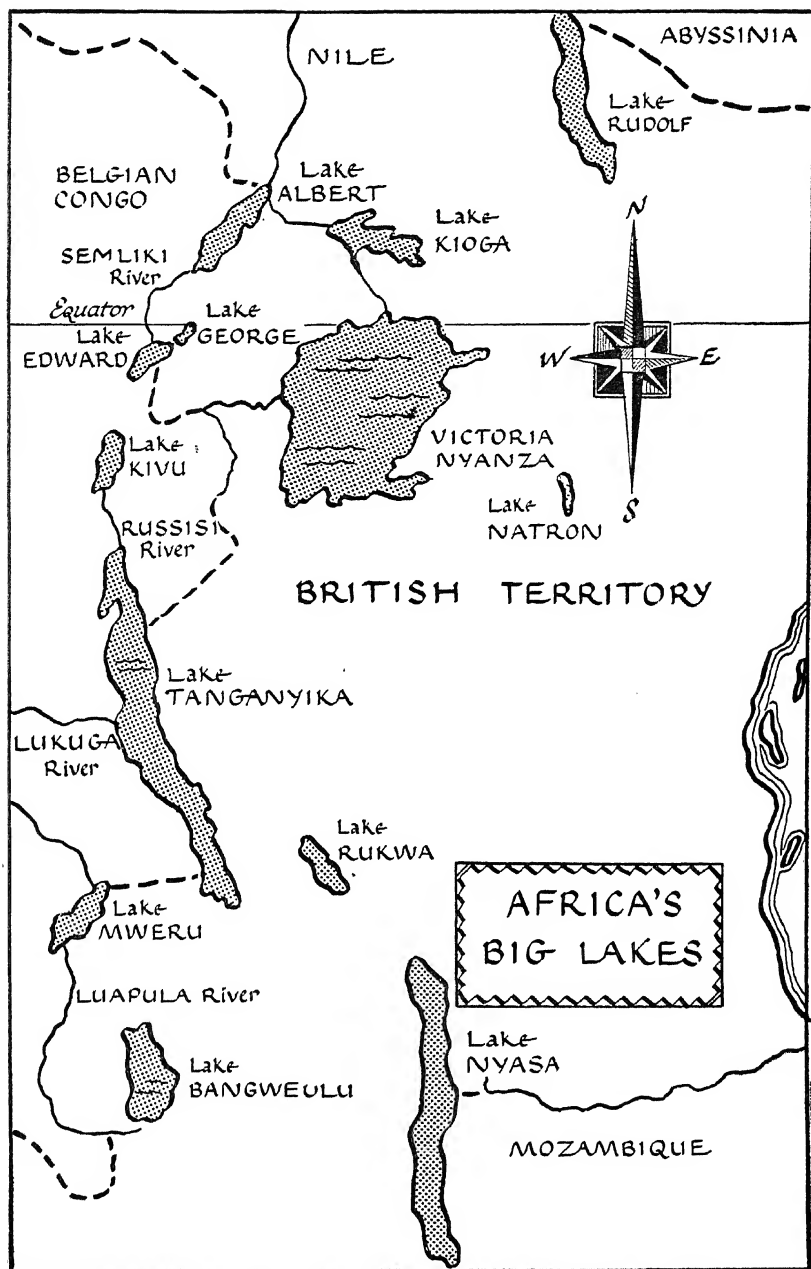 NILE
ABYSSINIA
Lake
RUDOLF
BELGIAN
CONGO
Lake
ALBERT
Lake
KIOGA
N
SEMLIKI
River
Equator
Lake
GEORGE
Lake
EDWARD
W
E
S
VICTORIA
NYANZA
Lake
KIVU
Lake
NATRON
RUSSISI
River
BRITISH TERRITORY
Lake
TANGANYIKA
LUKUGA
River
Lake
RUKWA
AFRICA'S
BIG LAKES
Lake
MWERU
LUAPULA River
Lake
NYASA
Lake
BANGWEULU
MOZAMBIQUE